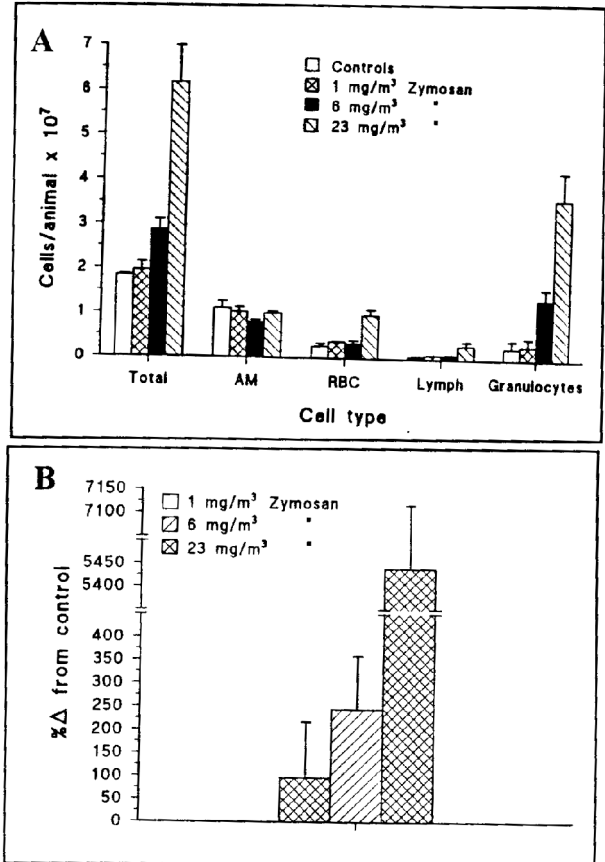 A
Cells/animal x 10⁷
7
6
5
4
3
2
1
0
Controls
1 mg/m³ Zymosan
6 mg/m³ "
23 mg/m³ "
Total AM RBC Lymph Granulocytes
Cell type
B
%Δ from control
7150
7100
5450
5400
400
350
300
250
200
150
100
50
0
1 mg/m³ Zymosan
6 mg/m³ "
23 mg/m³ "